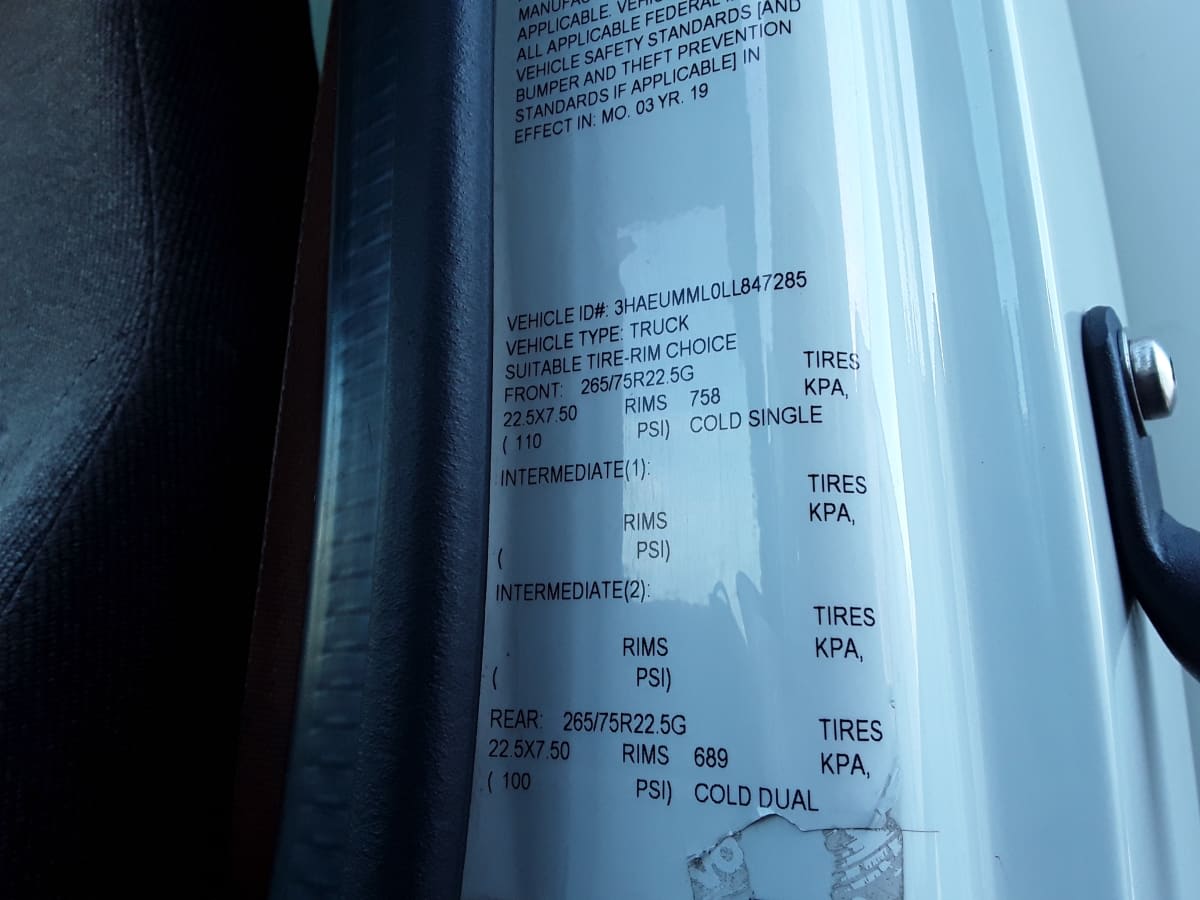 MANUFAC
APPLICABLE. VEHIC
ALL APPLICABLE FEDERAL
VEHICLE SAFETY STANDARDS [AND
BUMPER AND THEFT PREVENTION
STANDARDS IF APPLICABLE] IN
EFFECT IN: MO. 03 YR. 19
VEHICLE ID#: 3HAEUMML0LL847285
VEHICLE TYPE: TRUCK
SUITABLE TIRE-RIM CHOICE
FRONT: 265/75R22.5G TIRES
22.5X7.50 RIMS 758 KPA,
( 110 PSI) COLD SINGLE
INTERMEDIATE(1):
TIRES
RIMS KPA,
( PSI)
INTERMEDIATE(2):
TIRES
RIMS KPA,
( PSI)
REAR: 265/75R22.5G TIRES
22.5X7.50 RIMS 689 KPA,
( 100 PSI) COLD DUAL
VO